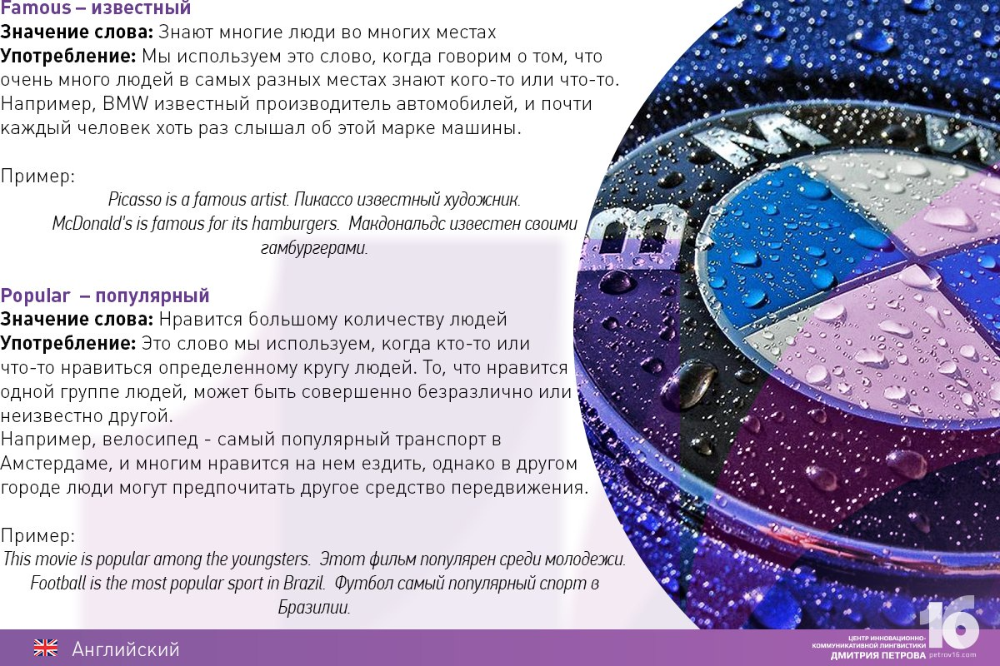 Famous – известный
Значение слова: Знают многие люди во многих местах
Употребление: Мы используем это слово, когда говорим о том, что
очень много людей в самых разных местах знают кого-то или что-то.
Например, BMW известный производитель автомобилей, и почти
каждый человек хоть раз слышал об этой марке машины.
Пример:
Picasso is a famous artist. Пикассо известный художник.
McDonald's is famous for its hamburgers. Макдональдс известен своими
гамбургерами.
Popular – популярный
Значение слова: Нравится большому количеству людей
Употребление: Это слово мы используем, когда кто-то или
что-то нравиться определенному кругу людей. То, что нравится
одной группе людей, может быть совершенно безразлично или
неизвестно другой.
Например, велосипед - самый популярный транспорт в
Амстердаме, и многим нравится на нем ездить, однако в другом
городе люди могут предпочитать другое средство передвижения.
Пример:
This movie is popular among the youngsters. Этот фильм популярен среди молодежи.
Football is the most popular sport in Brazil. Футбол самый популярный спорт в
Бразилии.
B M W
Английский
ЦЕНТР ИННОВАЦИОННО-
КОММУНИКАТИВНОЙ ЛИНГВИСТИКИ
ДМИТРИЯ ПЕТРОВА
16
petrov16.com